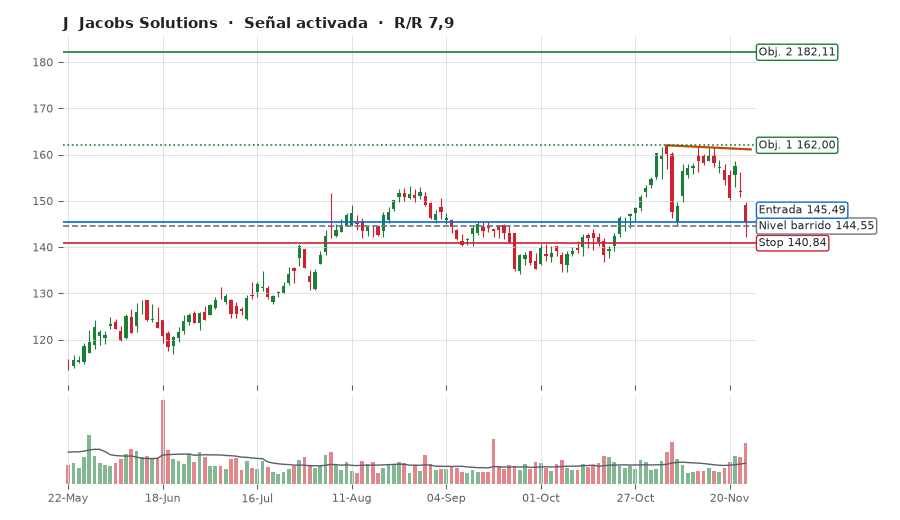 J Jacobs Solutions · Señal activada · R/R 7,9
Obj. 2 182,11
180
170
Obj. 1 162,00
160
150
Entrada 145,49
Nivel barrido 144,55
Stop 140,84
140
130
120
22-May 18-Jun 16-Jul 11-Aug 04-Sep 01-Oct 27-Oct 20-Nov